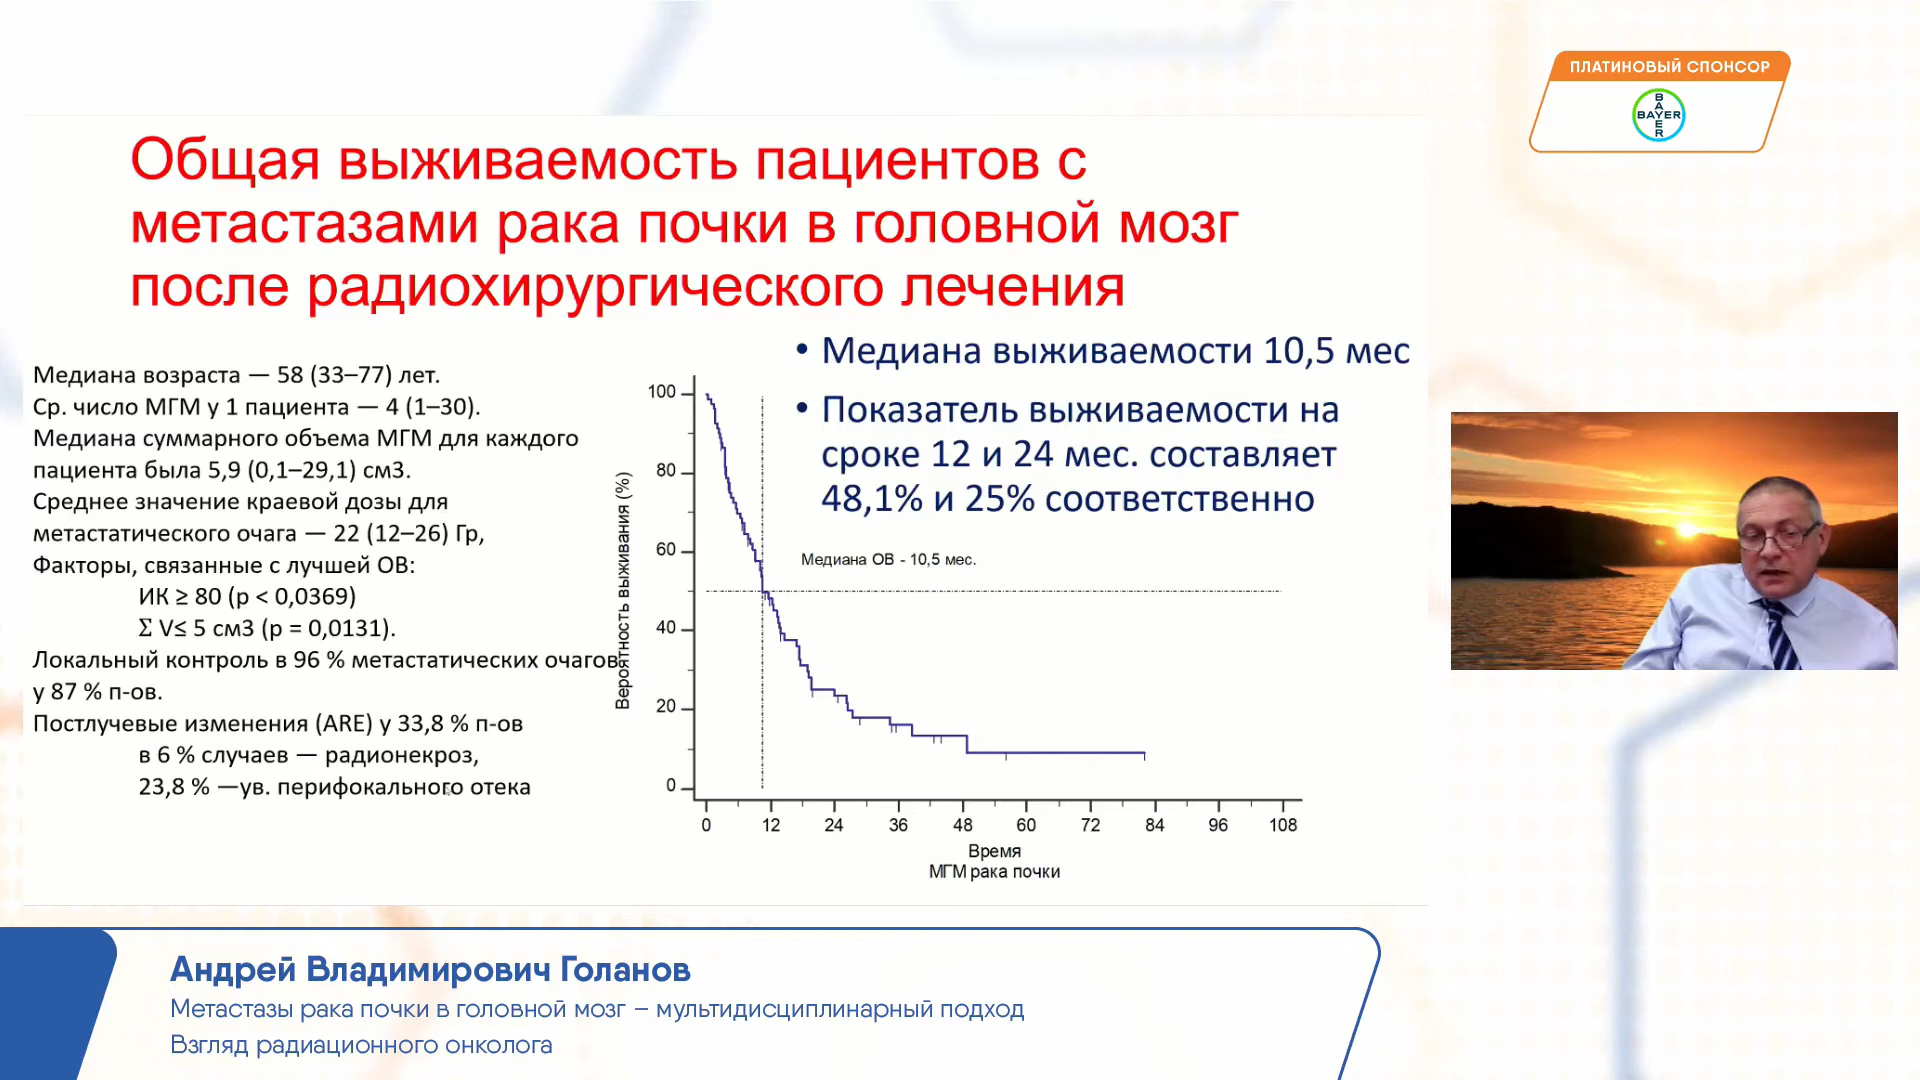 ПЛАТИНОВЫЙ СПОНСОР
BAYER
BAYER
Общая выживаемость пациентов с
метастазами рака почки в головной мозг
после радиохирургического лечения
Медиана возраста — 58 (33–77) лет.
Ср. число МГМ у 1 пациента — 4 (1–30).
Медиана суммарного объема МГМ для каждого
пациента была 5,9 (0,1–29,1) см3.
Среднее значение краевой дозы для
метастатического очага — 22 (12–26) Гр,
Факторы, связанные с лучшей ОВ:
ИК ≥ 80 (p < 0,0369)
Σ V≤ 5 см3 (p = 0,0131).
Локальный контроль в 96 % метастатических очагов
у 87 % п-ов.
Постлучевые изменения (ARE) у 33,8 % п-ов
в 6 % случаев — радионекроз,
23,8 % —ув. перифокального отека
• Медиана выживаемости 10,5 мес
• Показатель выживаемости на
сроке 12 и 24 мес. составляет
48,1% и 25% соответственно
Медиана ОВ - 10,5 мес.
Вероятность выживания (%)
100
80
60
40
20
0
0 12 24 36 48 60 72 84 96 108
Время
МГМ рака почки
Андрей Владимирович Голанов
Метастазы рака почки в головной мозг – мультидисциплинарный подход
Взгляд радиационного онколога